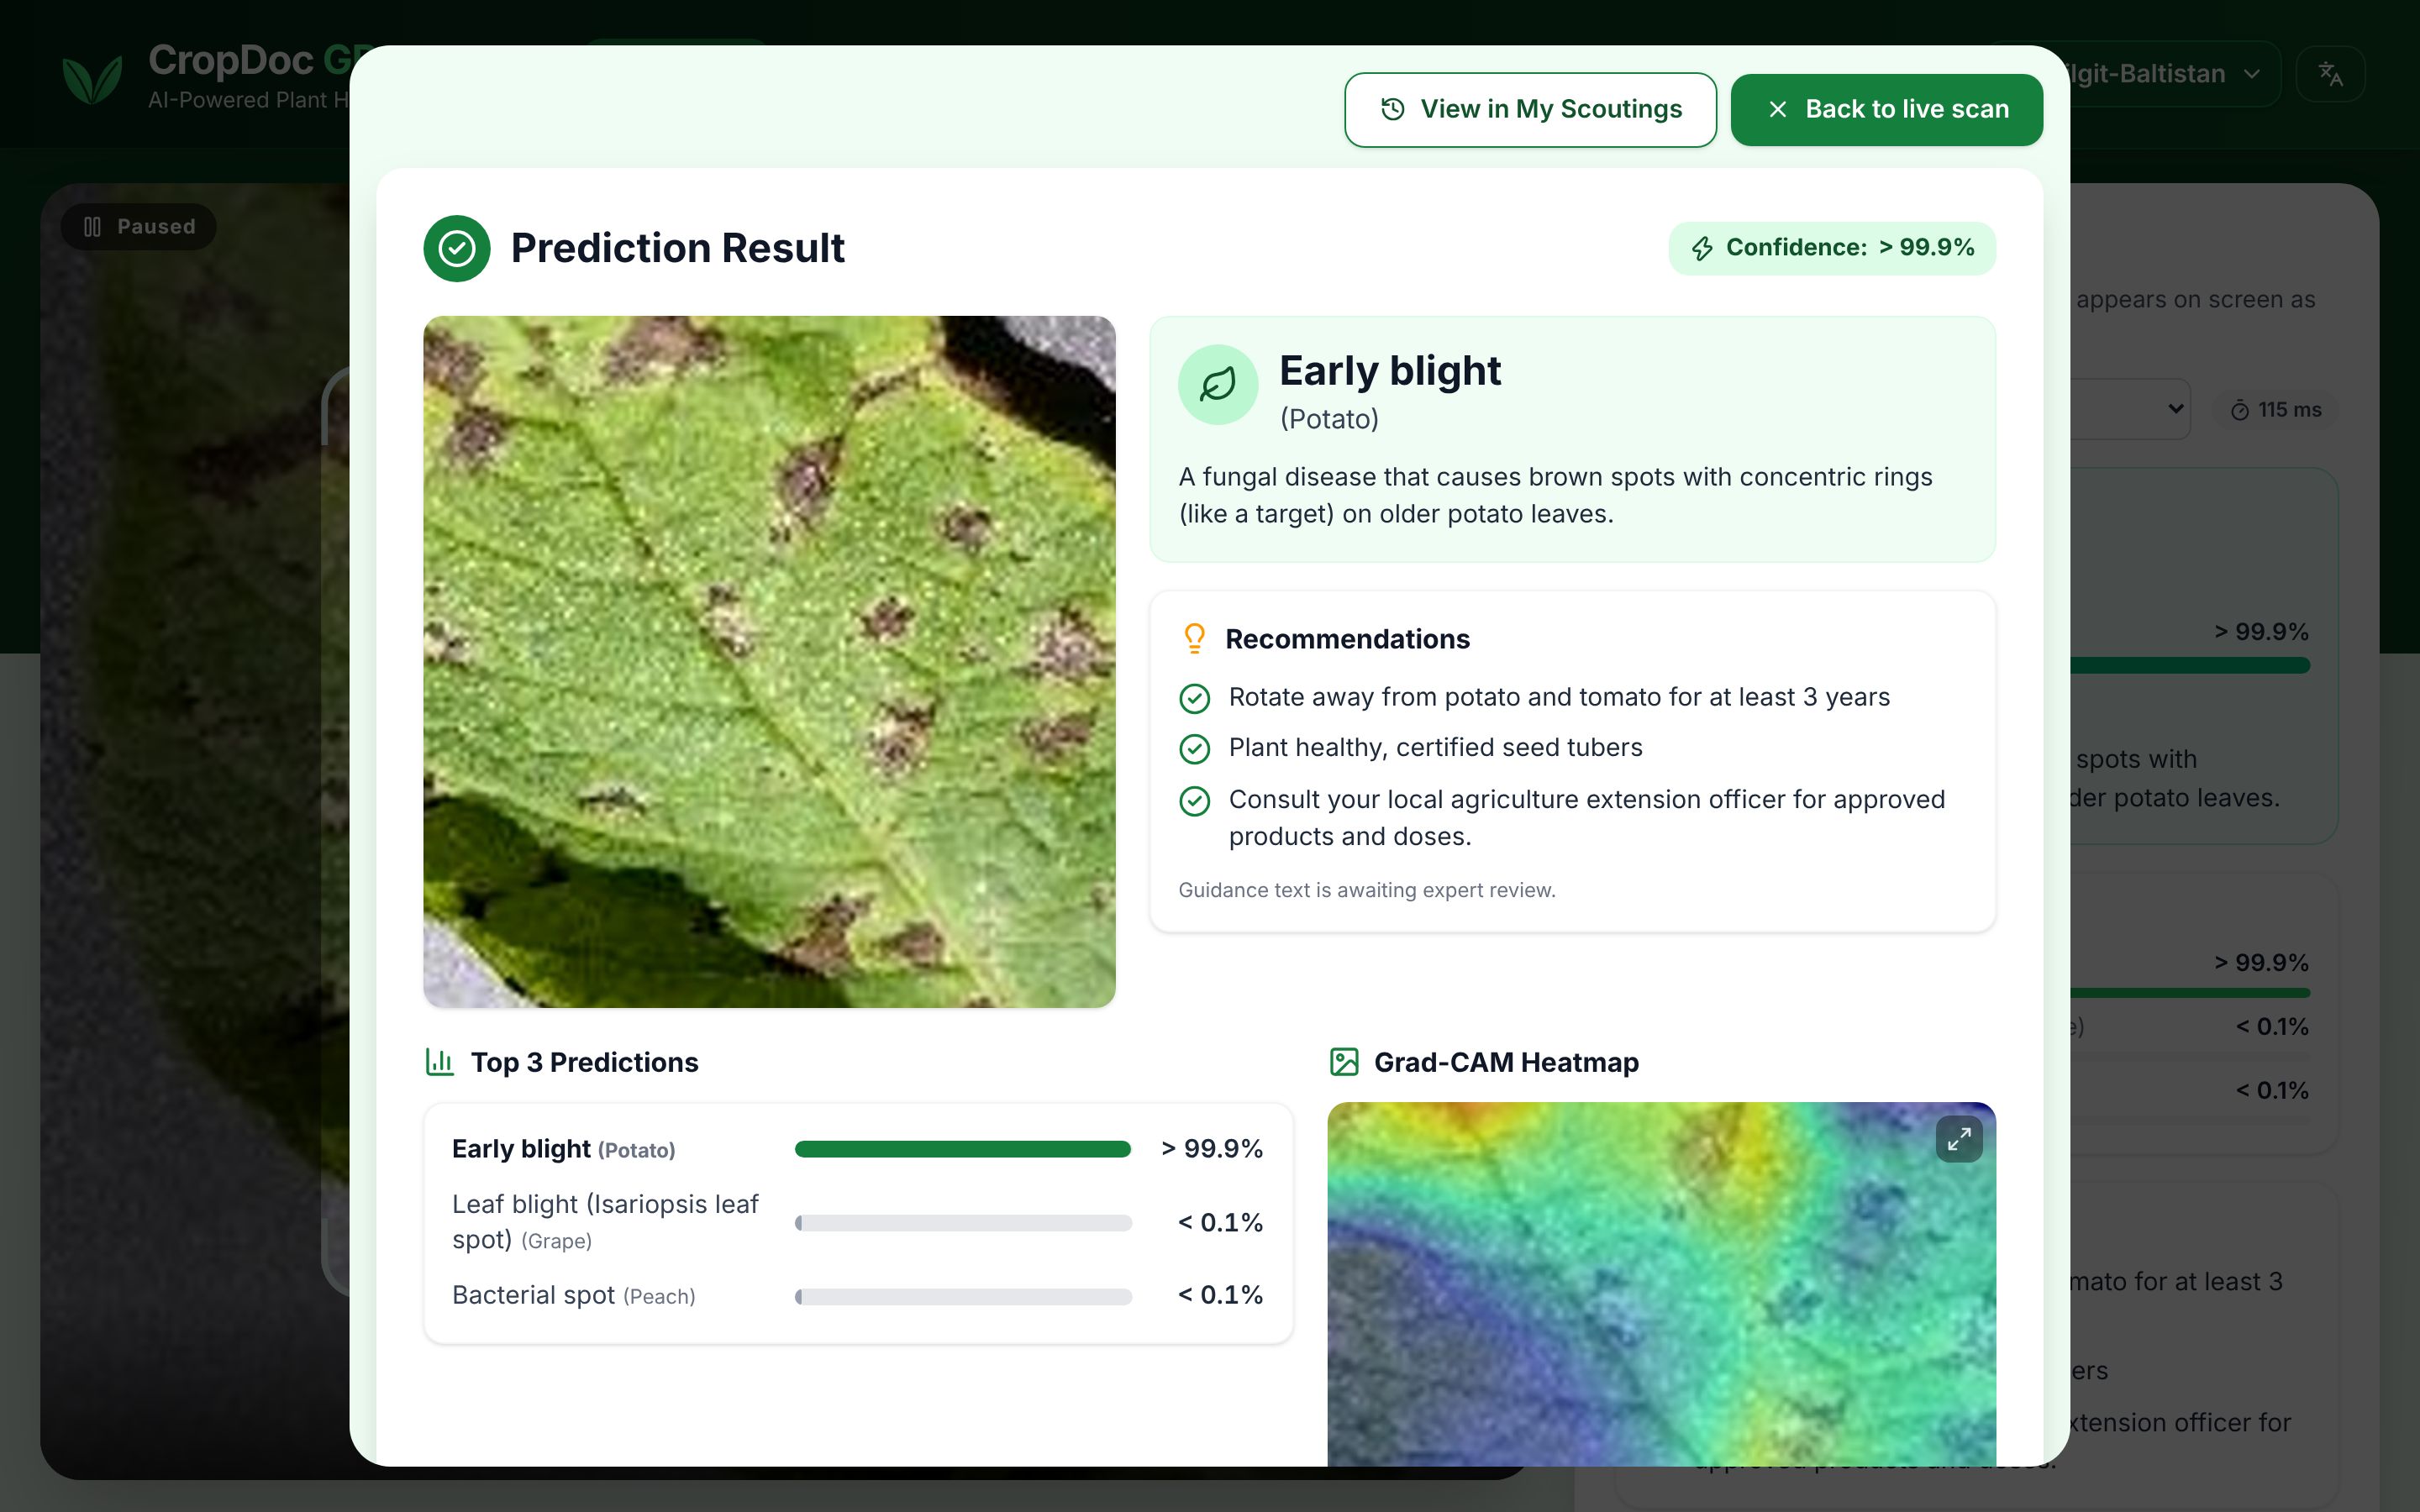 CropDoc
AI-Powered Plant
lgit-Baltistan
View in My Scoutings
Back to live scan
Paused
Prediction Result
Confidence: > 99.9%
appears on screen as
115 ms
Early blight
(Potato)
A fungal disease that causes brown spots with concentric rings
(like a target) on older potato leaves.
> 99.9%
spots with
der potato leaves.
Recommendations
Rotate away from potato and tomato for at least 3 years
Plant healthy, certified seed tubers
Consult your local agriculture extension officer for approved
products and doses.
Guidance text is awaiting expert review.
> 99.9%
< 0.1%
< 0.1%
Top 3 Predictions
Early blight (Potato)
> 99.9%
Leaf blight (Isariopsis leaf
spot) (Grape)
< 0.1%
Bacterial spot (Peach)
< 0.1%
Grad-CAM Heatmap
mato for at least 3
ers
xtension officer for